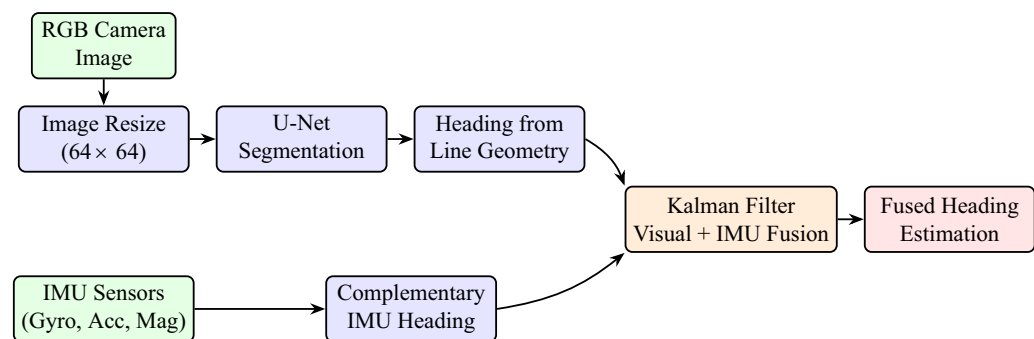 RGB Camera
Image
Image Resize
(64× 64)
U-Net
Segmentation
Heading from
Line Geometry
Kalman Filter
Visual + IMU Fusion
Fused Heading
Estimation
IMU Sensors
(Gyro, Acc, Mag)
Complementary
IMU Heading